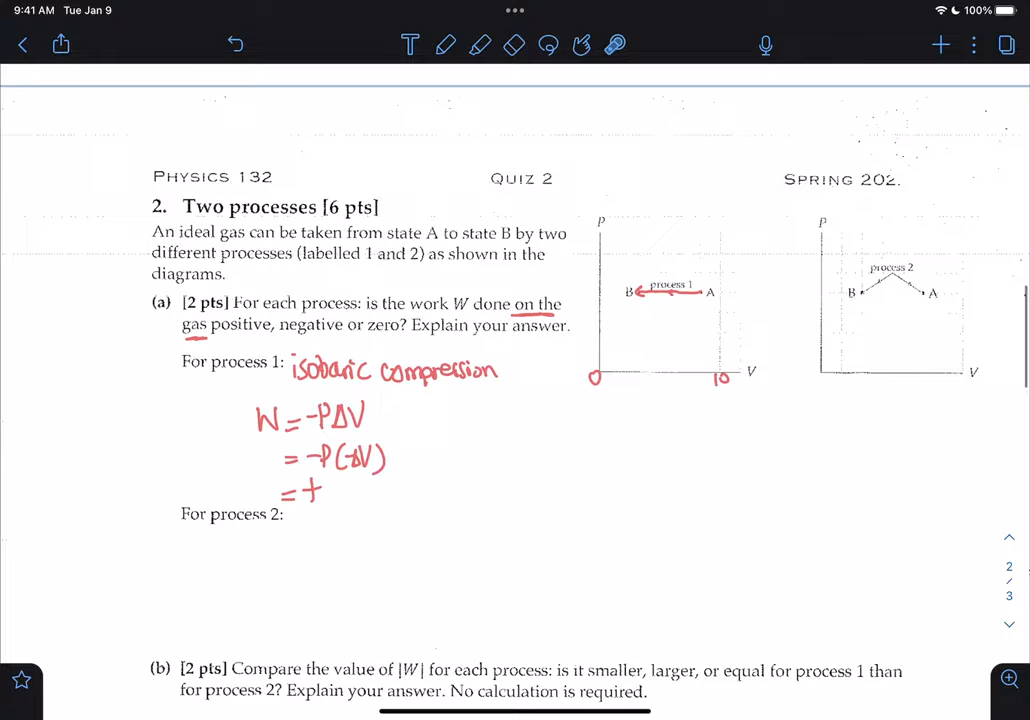 9:41 AM Tue Jan 9
100%
PHYSICS 132
QUIZ 2
SPRING 202.
2. Two processes [6 pts]
An ideal gas can be taken from state A to state B by two
different processes (labelled 1 and 2) as shown in the
diagrams.
(a) [2 pts] For each process: is the work W done on the
gas positive, negative or zero? Explain your answer.
For process 1: isobaric compression
W = -PΔV
= -P(-ΔV)
= +
For process 2:
P
B process 1 A
0 10 V
P
process 2
B A
V
(b) [2 pts] Compare the value of |W| for each process: is it smaller, larger, or equal for process 1 than
for process 2? Explain your answer. No calculation is required.
2
/
3